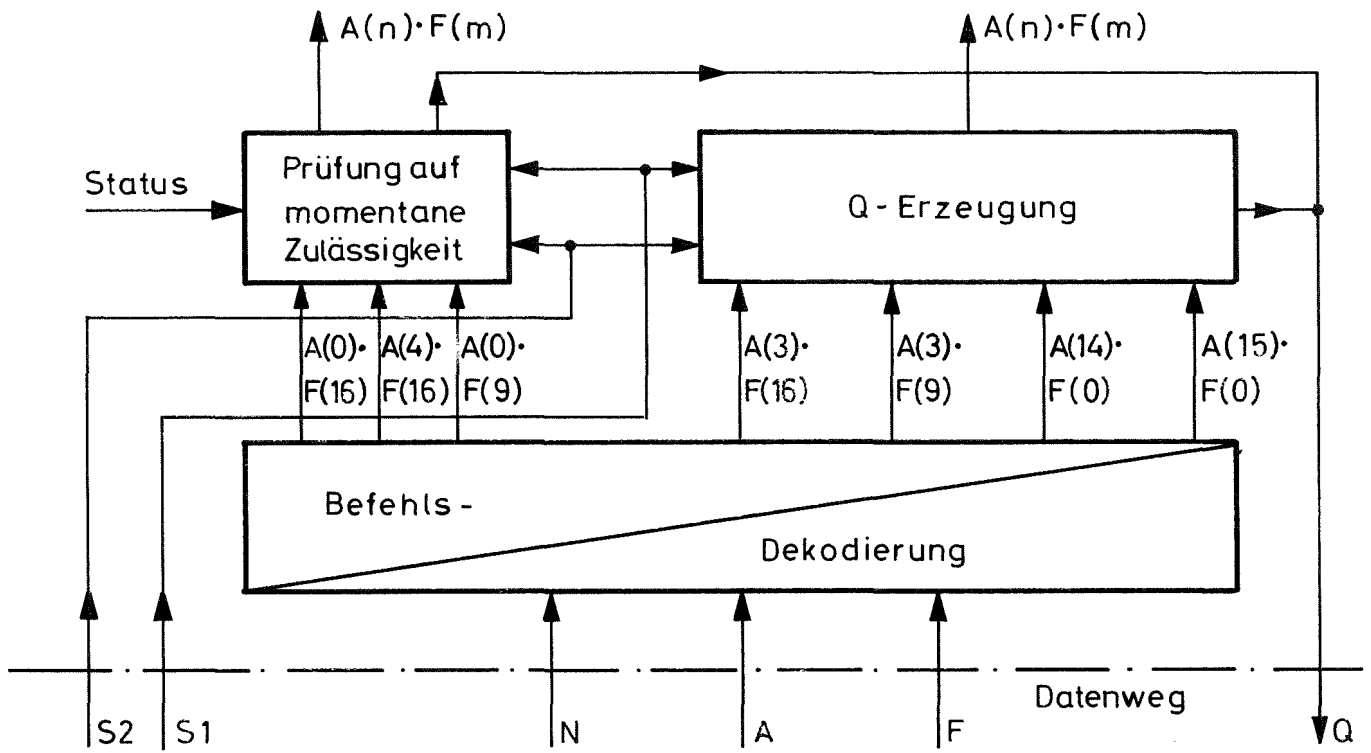 A(n)·F(m)
A(n)·F(m)
Status
Prüfung auf
momentane
Zulässigkeit
Q-Erzeugung
A(0)·
F(16)
A(4)·
F(16)
A(0)·
F(9)
A(3)·
F(16)
A(3)·
F(9)
A(14)·
F(0)
A(15)·
F(0)
Befehls-
Dekodierung
Datenweg
S2
S1
N
A
F
Q